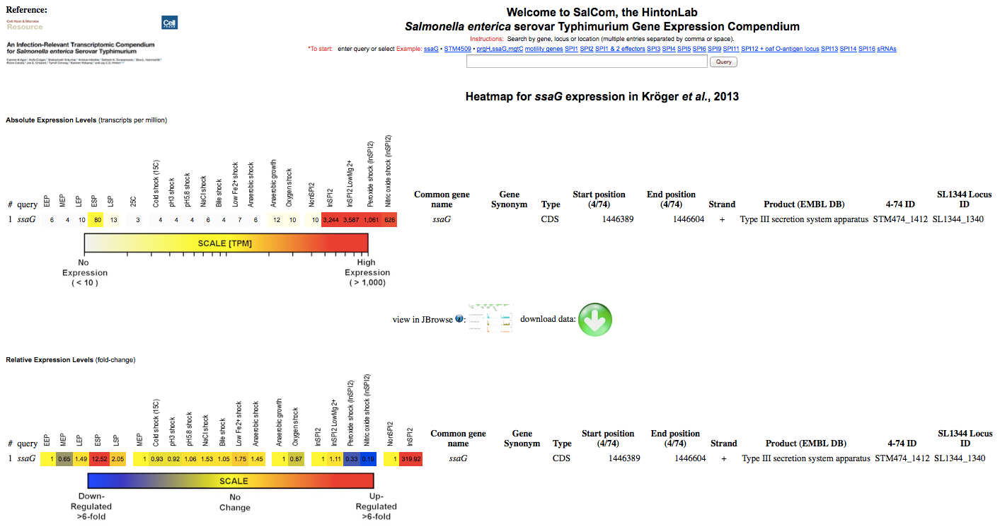 Reference:
Cell Host & Microbe
Resource
Cell
PRESS
An Infection-Relevant Transcriptomic Compendium
for Salmonella enterica Serovar Typhimurium
Welcome to SalCom, the HintonLab
Salmonella enterica serovar Typhimurium Gene Expression Compendium
Instructions: Search by gene, locus or location (multiple entries separated by comma or space).
*To start: enter query or select Example: ssaG • STM4509 • prgH,ssaG,mgtC motility genes SPI1 SPI2 SPI1 & 2 effectors SPI3 SPI4 SPI5 SPI6 SPI9 SPI11 SPI12 + oaf O-antigen locus SPI13 SPI14 SPI16 sRNAs
Query
Heatmap for ssaG expression in Kröger et al., 2013
Absolute Expression Levels (transcripts per million)
# query EEP MEP LEP ESP LSP 25C Cold shock (15C) pH3 shock pH5.8 shock NaCl shock Bile shock Low Fe2+ shock Anaerobic shock Anaerobic growth Oxygen shock NonSPI2 InSPI2 InSPI2 LowMg2+ Peroxide shock (InSPI2) Nitric oxide shock (InSPI2) Common gene name Gene Synonym Type Start position (4/74) End position (4/74) Strand Product (EMBL DB) 4-74 ID SL1344 Locus ID
1 ssaG 6 4 10 80 13 3 4 4 4 6 4 7 6 12 10 10 3,244 3,587 1,061 626 ssaG CDS 1446389 1446604 + Type III secretion system apparatus STM474_1412 SL1344_1340
SCALE [TPM]
No Expression (< 10 )
High Expression (> 1,000)
view in JBrowse i : download data:
Relative Expression Levels (fold-change)
# query EEP MEP LEP ESP LSP MEP Cold shock (15C) pH3 shock pH5.8 shock NaCl shock Bile shock Low Fe2+ shock Anaerobic shock Anaerobic growth Oxygen shock InSPI2 InSPI2 LowMg2+ Peroxide shock (InSPI2) Nitric oxide shock (InSPI2) NonSPI2 InSPI2 Common gene name Gene Synonym Type Start position (4/74) End position (4/74) Strand Product (EMBL DB) 4-74 ID SL1344 Locus ID
1 ssaG 1 0.65 1.49 12.52 2.05 1 0.93 0.92 1.06 1.53 1.05 1.75 1.45 1 0.87 1 1.11 0.33 0.19 1 319.92 ssaG CDS 1446389 1446604 + Type III secretion system apparatus STM474_1412 SL1344_1340
SCALE
Down-Regulated >6-fold
No Change
Up-Regulated >6-fold